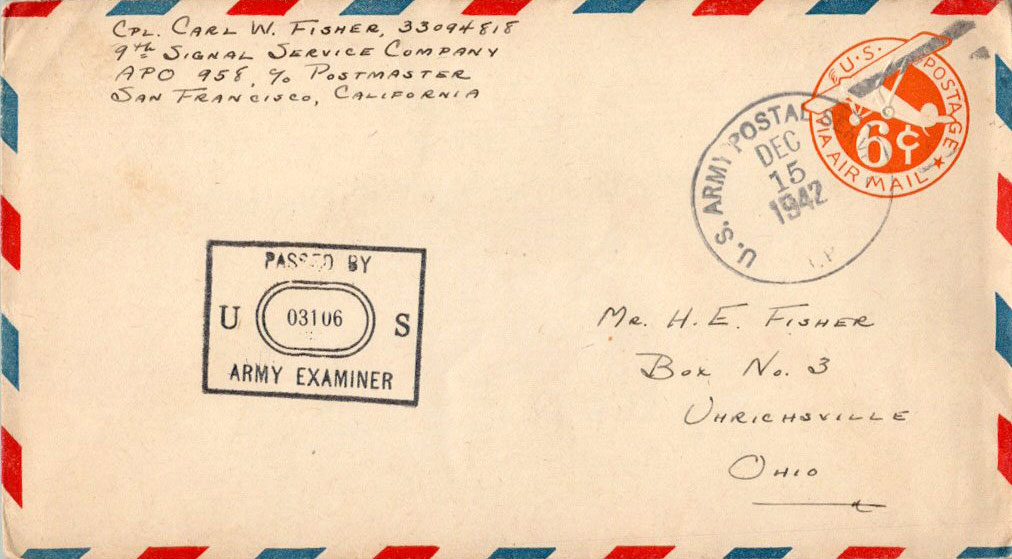 CPL. CARL W. FISHER, 33094818
9th SIGNAL SERVICE COMPANY
APO 958, c/o POSTMASTER
SAN FRANCISCO, CALIFORNIA
U.S. POSTAGE
6¢
VIA AIR MAIL
U.S. ARMY POSTAL
DEC
15
1942
PASSED BY
U 03106 S
ARMY EXAMINER
MR. H. E. FISHER
BOX NO. 3
UHRICHSVILLE
OHIO